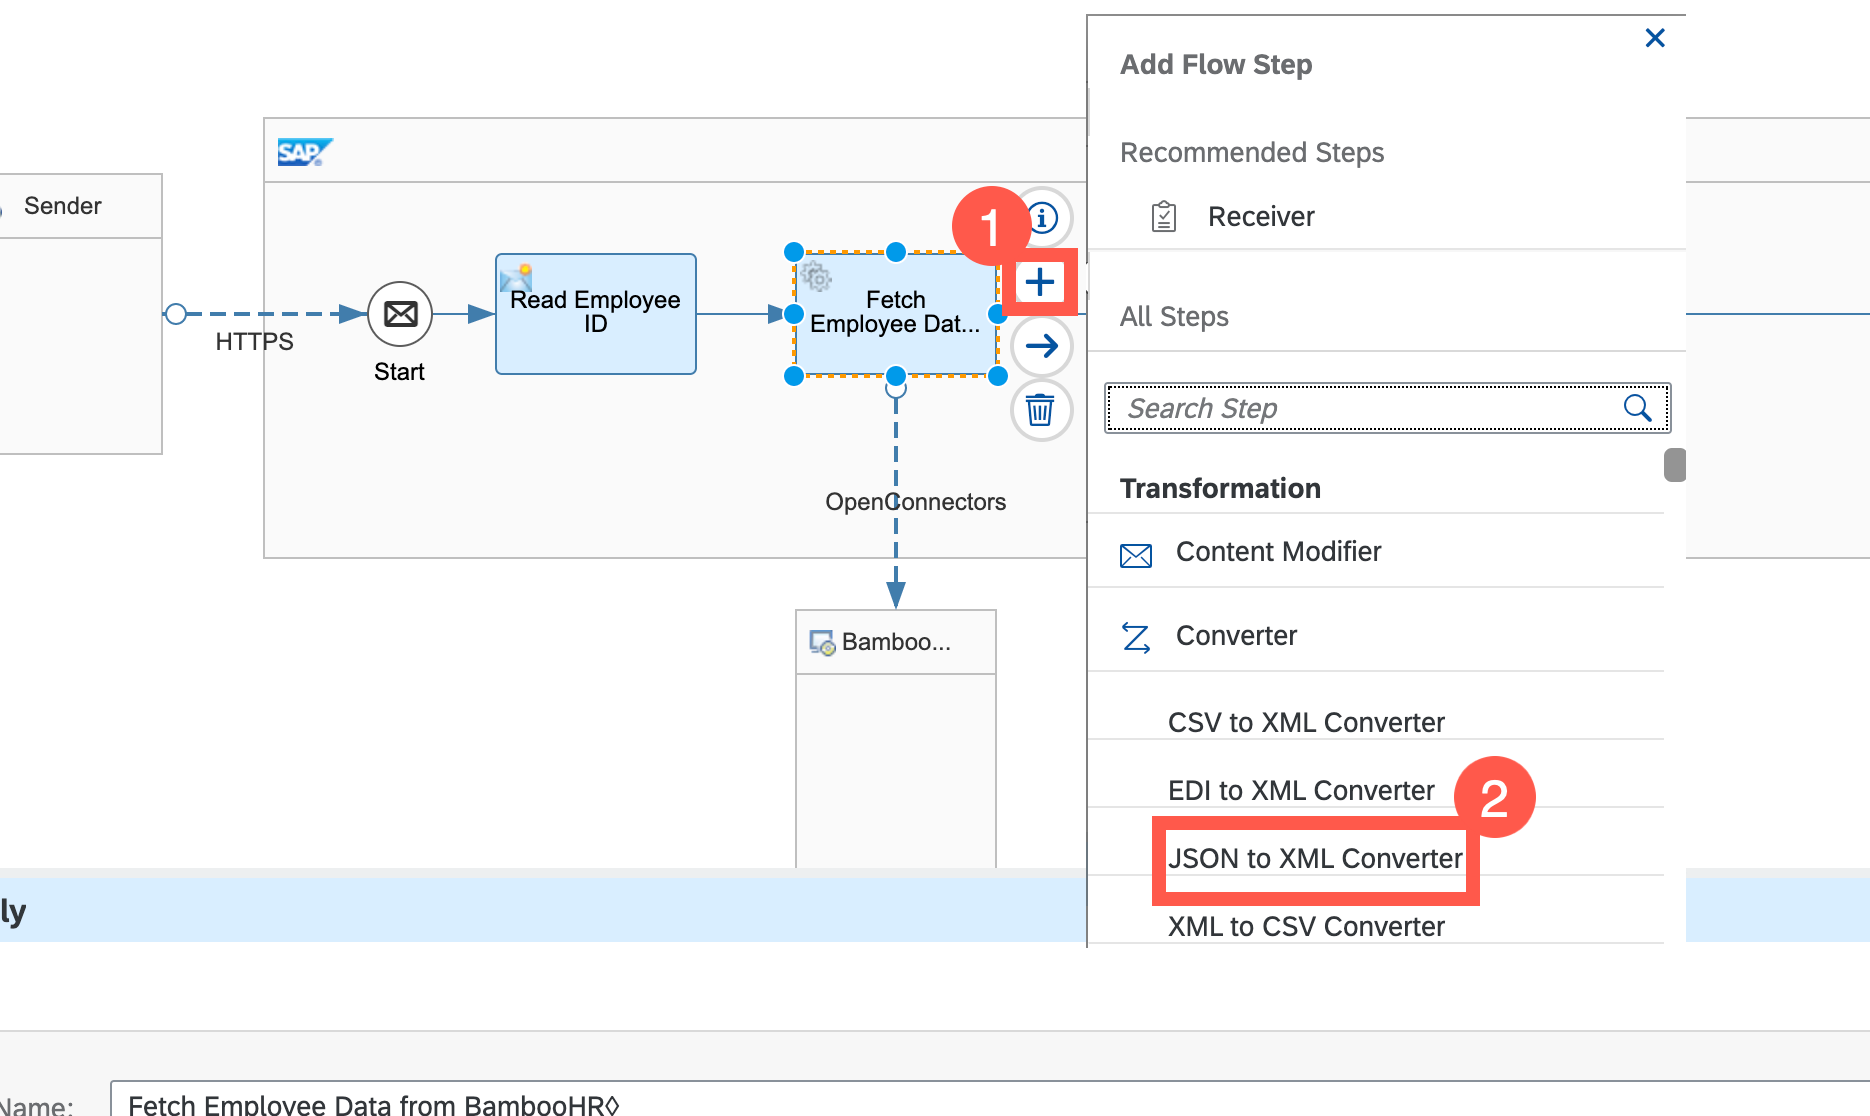 Add Flow Step
Recommended Steps
Receiver
All Steps
Search Step
Transformation
Content Modifier
Converter
CSV to XML Converter
EDI to XML Converter
2
JSON to XML Converter
XML to CSV Converter
SAP
Sender
1
HTTPS
Start
Read Employee
ID
Fetch
Employee Dat...
OpenConnectors
Bamboo...
ly
Name:
Fetch Employee Data from BambooHR◊